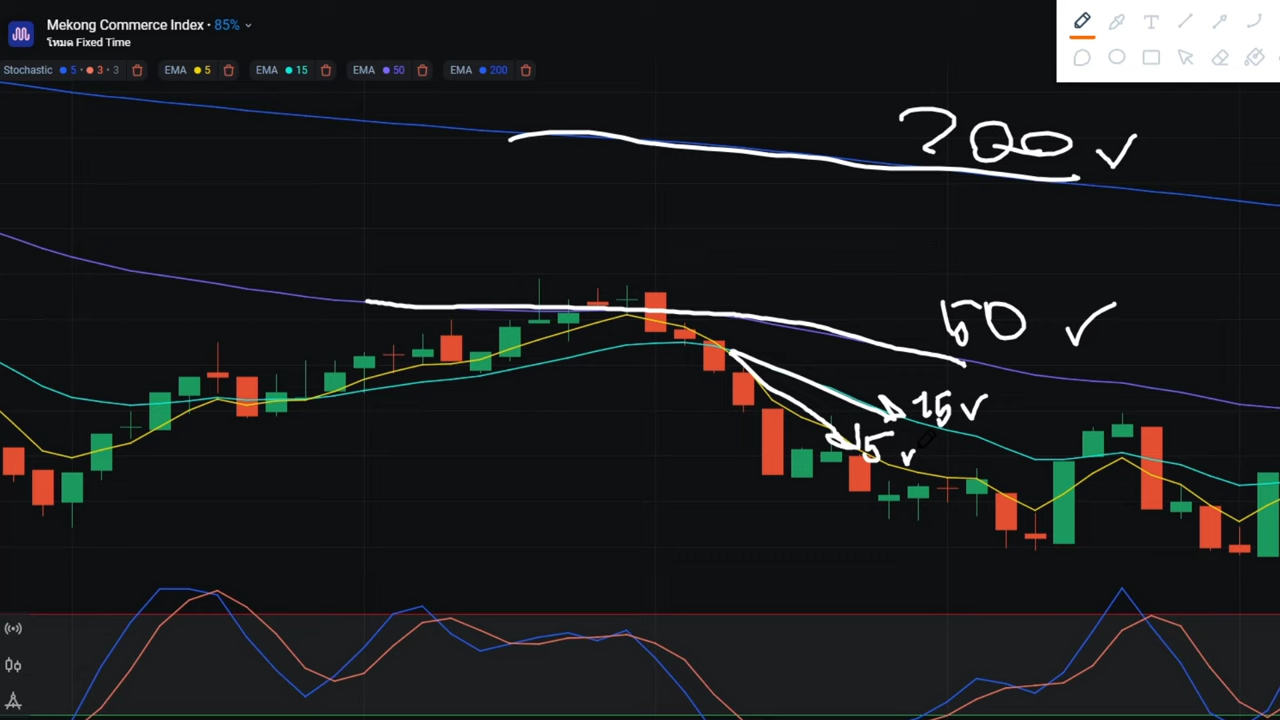 Mekong Commerce Index • 85%
โหมด Fixed Time
Stochastic 5 • 3 • 3 EMA 5 EMA 15 EMA 50 EMA 200
200 ✓
50 ✓
15 ✓
5 ✓